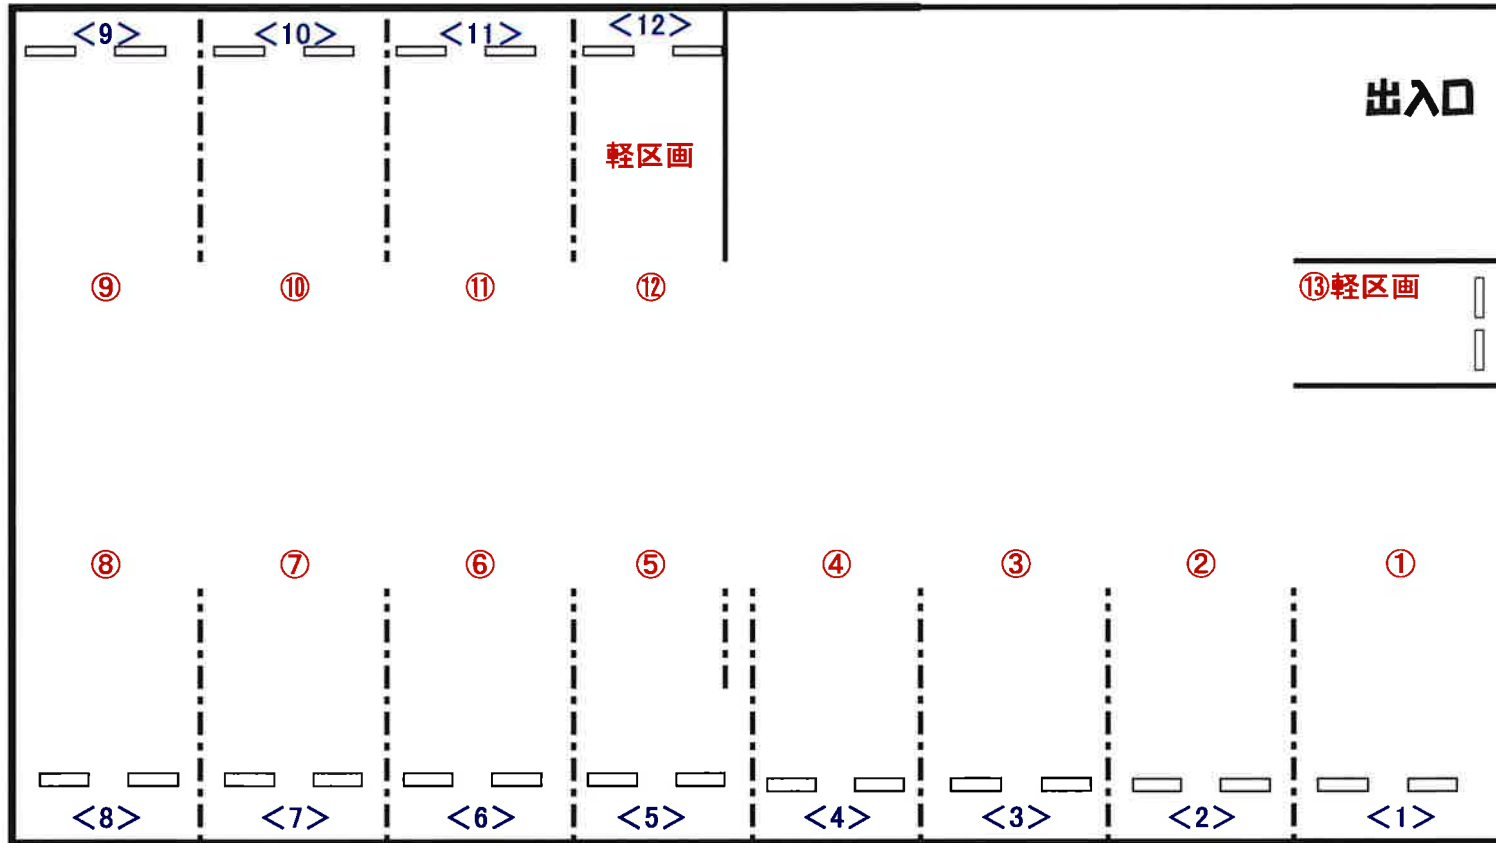 <9> <10> <11> <12>
出入口
軽区画
⑨ ⑩ ⑪ ⑫ ⑬軽区画
⑧ ⑦ ⑥ ⑤ ④ ③ ② ①
<8> <7> <6> <5> <4> <3> <2> <1>